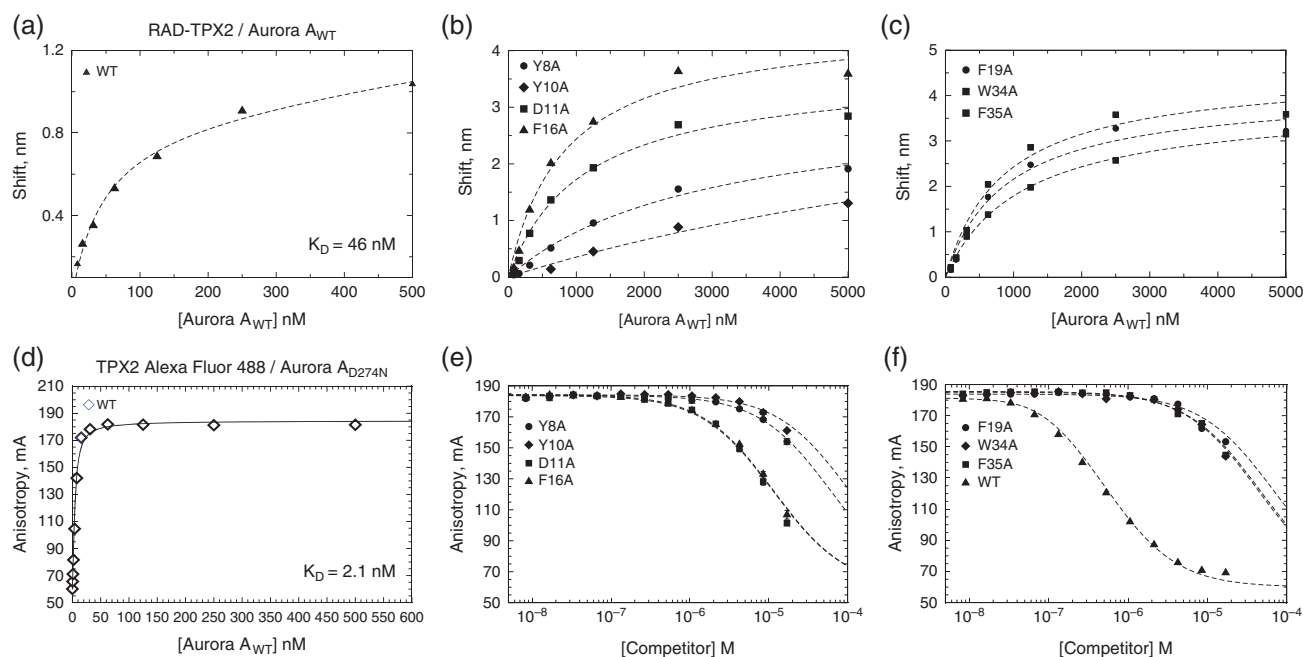 (a)
RAD-TPX2 / Aurora AWT
1.2
0.8
0.4
0
100
200
300
400
500
Shift, nm
[Aurora AWT] nM
WT
KD = 46 nM
(b)
4
3
2
1
0
0
1000
2000
3000
4000
5000
Shift, nm
[Aurora AWT] nM
Y8A
Y10A
D11A
F16A
(c)
5
4
3
2
1
0
0
1000
2000
3000
4000
5000
Shift, nm
[Aurora AWT] nM
F19A
W34A
F35A
(d)
TPX2 Alexa Fluor 488 / Aurora AD274N
210
190
170
150
130
110
90
70
50
0
50
100
150
200
250
300
350
400
450
500
550
600
Anisotropy, mA
[Aurora AWT] nM
WT
KD = 2.1 nM
(e)
190
170
150
130
110
90
70
50
10−8
10−7
10−6
10−5
10−4
Anisotropy, mA
[Competitor] M
Y8A
Y10A
D11A
F16A
(f)
190
170
150
130
110
90
70
50
10−8
10−7
10−6
10−5
10−4
Anisotropy, mA
[Competitor] M
F19A
W34A
F35A
WT